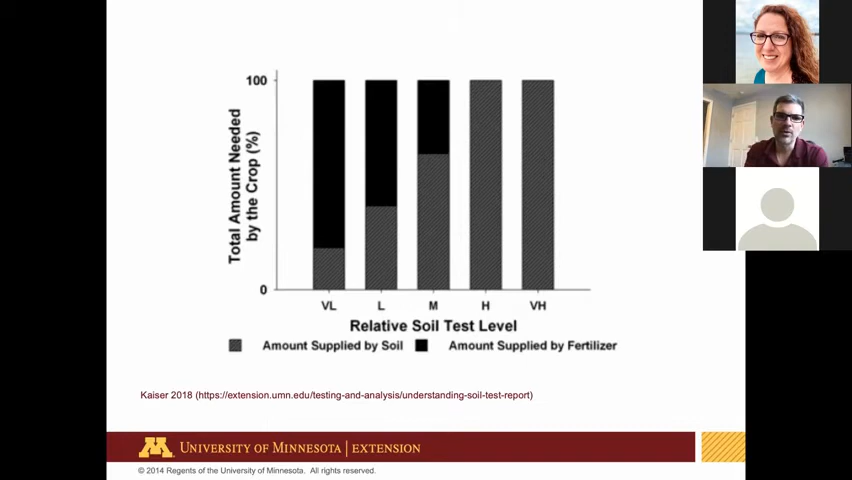 100
Total Amount Needed
by the Crop (%)
0
VL L M H VH
Relative Soil Test Level
Amount Supplied by Soil Amount Supplied by Fertilizer
Kaiser 2018 (https://extension.umn.edu/testing-and-analysis/understanding-soil-test-report)
M UNIVERSITY OF MINNESOTA | EXTENSION
© 2014 Regents of the University of Minnesota. All rights reserved.